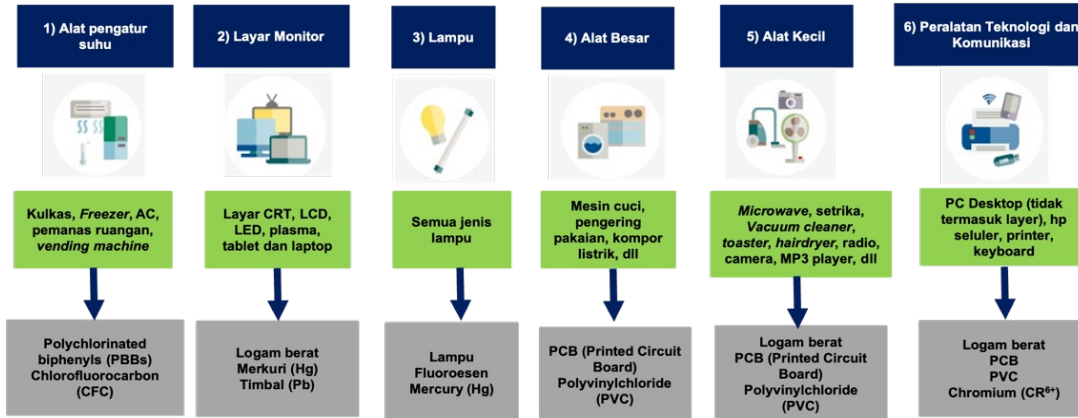 1) Alat pengatur
suhu
2) Layar Monitor
3) Lampu
4) Alat Besar
5) Alat Kecil
6) Peralatan Teknologi dan
Komunikasi
Kulkas, Freezer, AC,
pemanas ruangan,
vending machine
Layar CRT, LCD,
LED, plasma,
tablet dan laptop
Semua jenis
lampu
Mesin cuci,
pengering
pakaian, kompor
listrik, dll
Microwave, setrika,
Vacuum cleaner,
toaster, hairdryer, radio,
camera, MP3 player, dll
PC Desktop (tidak
termasuk layer), hp
seluler, printer,
keyboard
Polychlorinated
biphenyls (PBBs)
Chlorofluorocarbon
(CFC)
Logam berat
Merkuri (Hg)
Timbal (Pb)
Lampu
Fluoroesen
Mercury (Hg)
PCB (Printed Circuit
Board)
Polyvinylchloride
(PVC)
Logam berat
PCB (Printed Circuit
Board)
Polyvinylchloride
(PVC)
Logam berat
PCB
PVC
Chromium (CR⁶⁺)